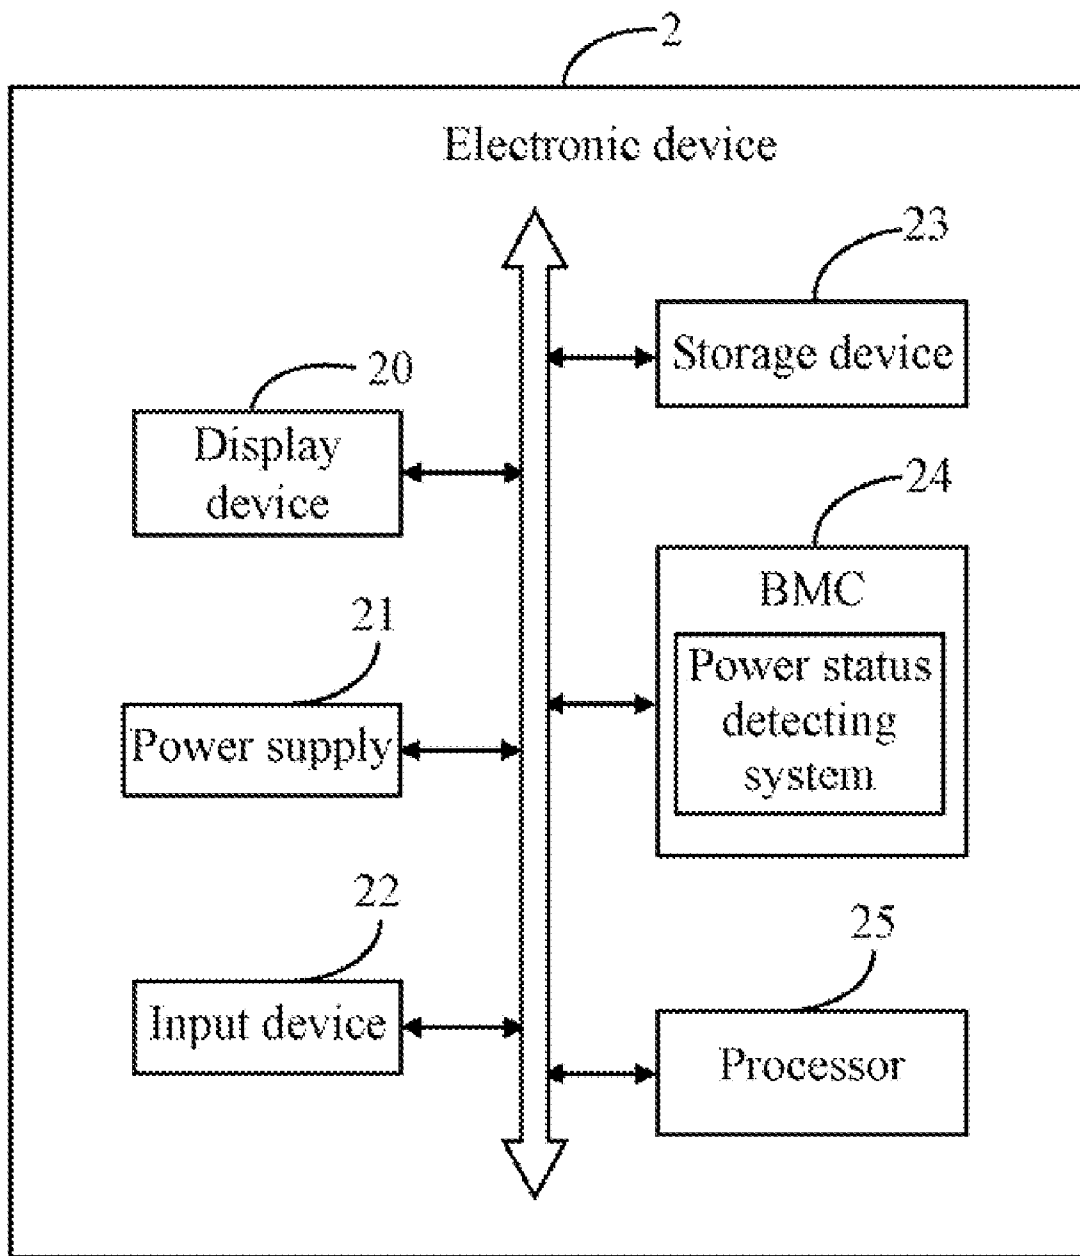 2
Electronic device
23
Storage device
20
Display
device
24
BMC
Power status
detecting
system
21
Power supply
22
Input device
25
Processor